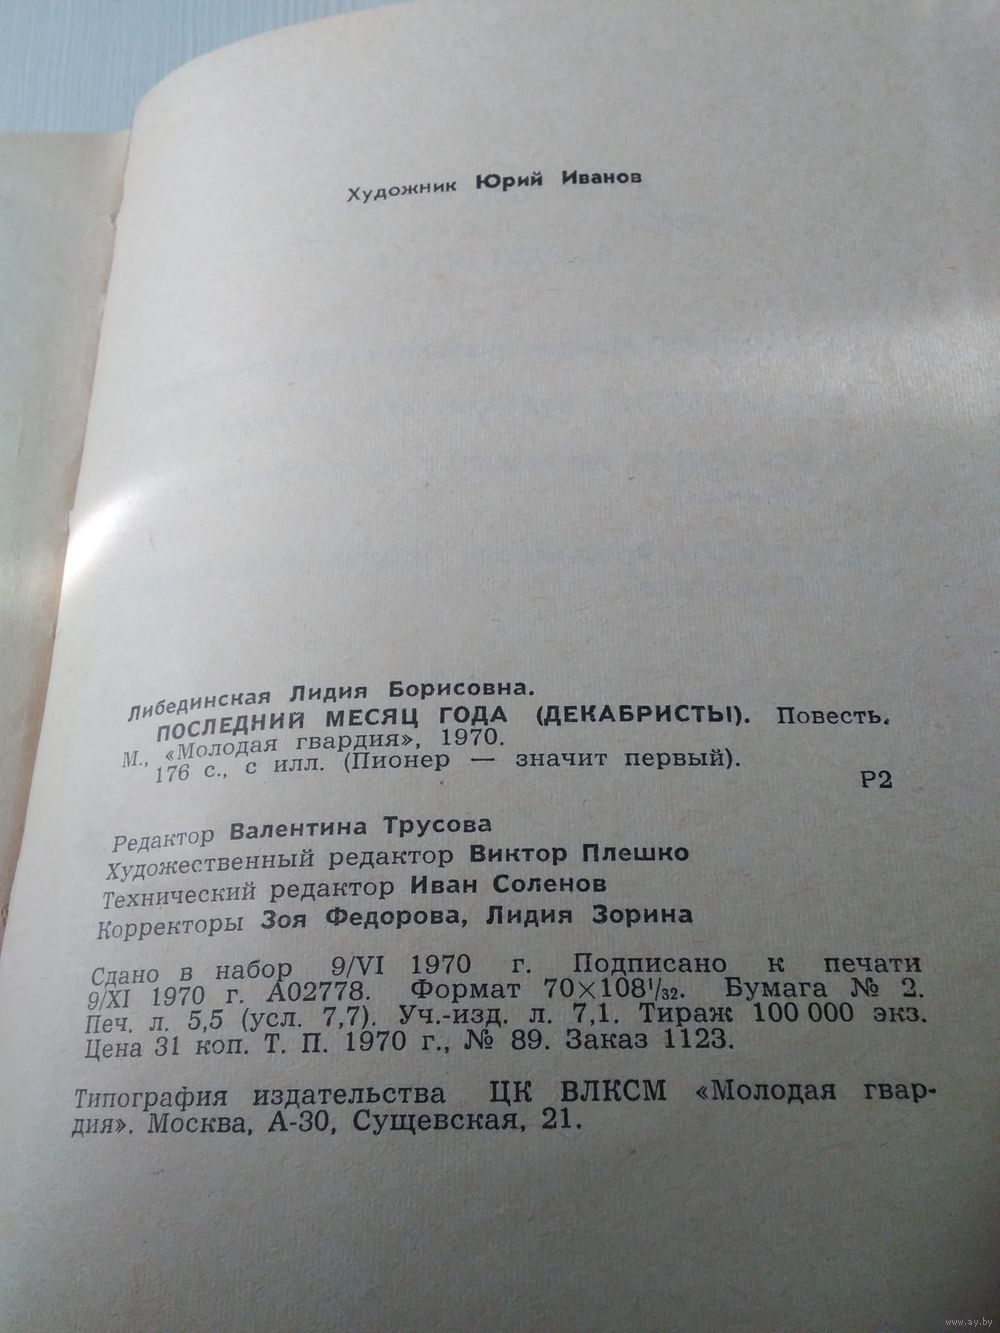 Художник Юрий Иванов
Либединская Лидия Борисовна.
ПОСЛЕДНИЙ МЕСЯЦ ГОДА (ДЕКАБРИСТЫ). Повесть.
М., «Молодая гвардия», 1970.
176 с., с илл. (Пионер — значит первый).
Р2
Редактор Валентина Трусова
Художественный редактор Виктор Плешко
Технический редактор Иван Соленов
Корректоры Зоя Федорова, Лидия Зорина
Сдано в набор 9/VI 1970 г. Подписано к печати
9/XI 1970 г. А02778. Формат 70×108¹/₃₂. Бумага № 2.
Печ. л. 5,5 (усл. 7,7). Уч.-изд. л. 7,1. Тираж 100 000 экз.
Цена 31 коп. Т. П. 1970 г., № 89. Заказ 1123.
Типография издательства ЦК ВЛКСМ «Молодая гвар-
дия». Москва, А-30, Сущевская, 21.
www.ay.by